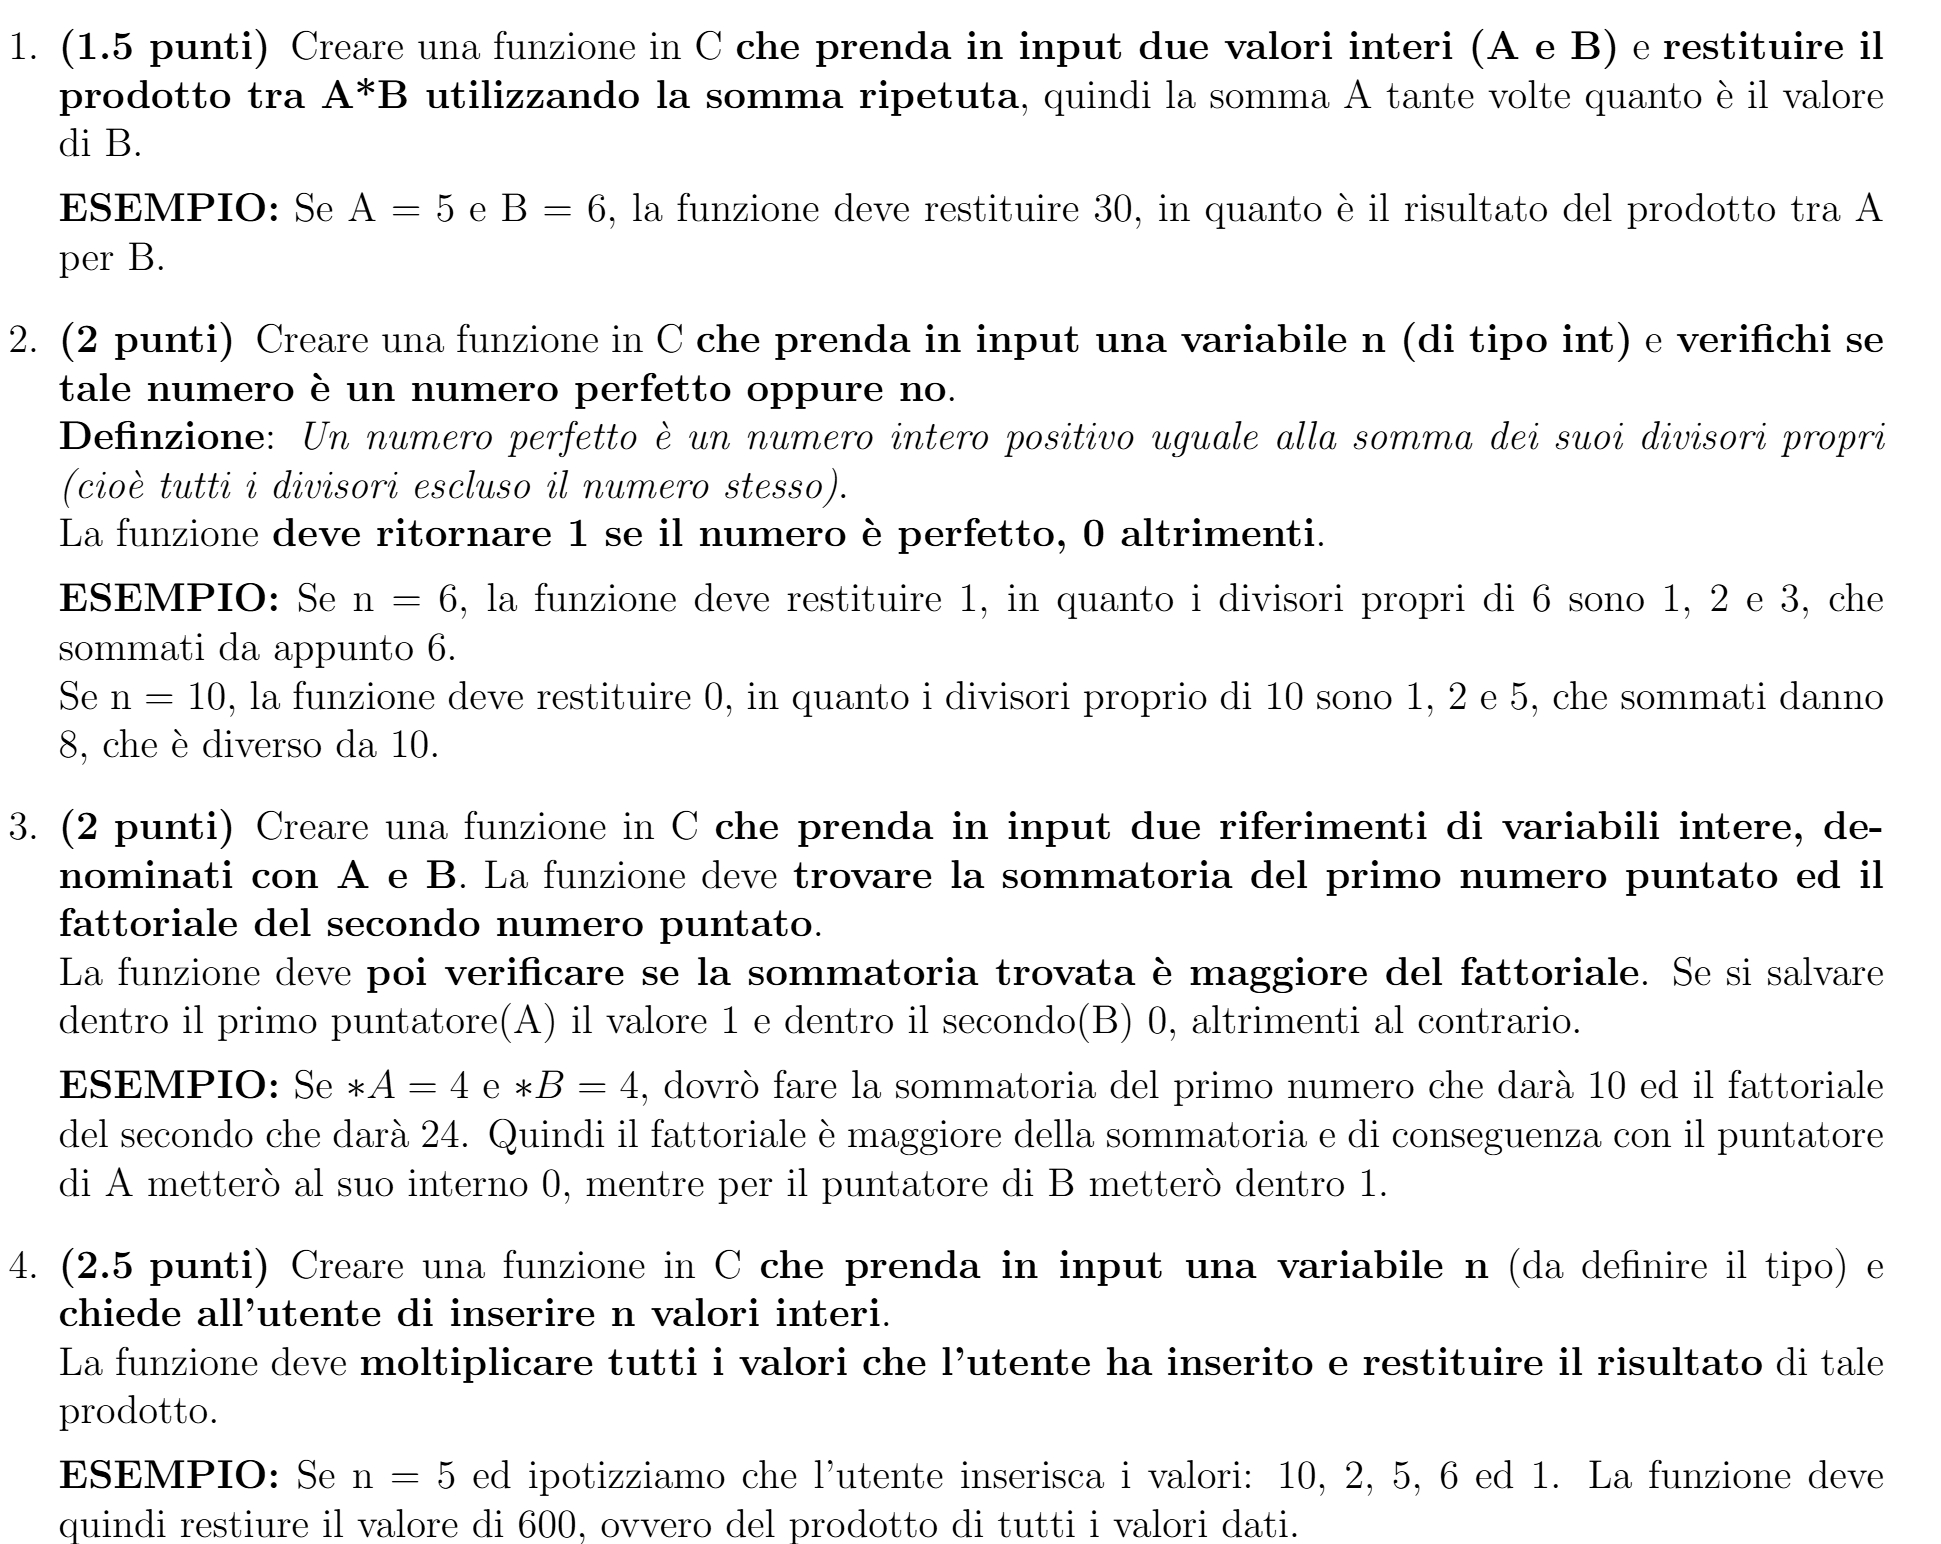 1. (1.5 punti) Creare una funzione in C che prenda in input due valori interi (A e B) e restituire il
prodotto tra A*B utilizzando la somma ripetuta, quindi la somma A tante volte quanto è il valore
di B.
ESEMPIO: Se A = 5 e B = 6, la funzione deve restituire 30, in quanto è il risultato del prodotto tra A
per B.
2. (2 punti) Creare una funzione in C che prenda in input una variabile n (di tipo int) e verifichi se
tale numero è un numero perfetto oppure no.
Definzione: Un numero perfetto è un numero intero positivo uguale alla somma dei suoi divisori propri
(cioè tutti i divisori escluso il numero stesso).
La funzione deve ritornare 1 se il numero è perfetto, 0 altrimenti.
ESEMPIO: Se n = 6, la funzione deve restituire 1, in quanto i divisori propri di 6 sono 1, 2 e 3, che
sommati da appunto 6.
Se n = 10, la funzione deve restituire 0, in quanto i divisori proprio di 10 sono 1, 2 e 5, che sommati danno
8, che è diverso da 10.
3. (2 punti) Creare una funzione in C che prenda in input due riferimenti di variabili intere, de-
nominati con A e B. La funzione deve trovare la sommatoria del primo numero puntato ed il
fattoriale del secondo numero puntato.
La funzione deve poi verificare se la sommatoria trovata è maggiore del fattoriale. Se si salvare
dentro il primo puntatore(A) il valore 1 e dentro il secondo(B) 0, altrimenti al contrario.
ESEMPIO: Se ∗A = 4 e ∗B = 4, dovrò fare la sommatoria del primo numero che darà 10 ed il fattoriale
del secondo che darà 24. Quindi il fattoriale è maggiore della sommatoria e di conseguenza con il puntatore
di A metterò al suo interno 0, mentre per il puntatore di B metterò dentro 1.
4. (2.5 punti) Creare una funzione in C che prenda in input una variabile n (da definire il tipo) e
chiede all'utente di inserire n valori interi.
La funzione deve moltiplicare tutti i valori che l'utente ha inserito e restituire il risultato di tale
prodotto.
ESEMPIO: Se n = 5 ed ipotizziamo che l'utente inserisca i valori: 10, 2, 5, 6 ed 1. La funzione deve
quindi restiure il valore di 600, ovvero del prodotto di tutti i valori dati.